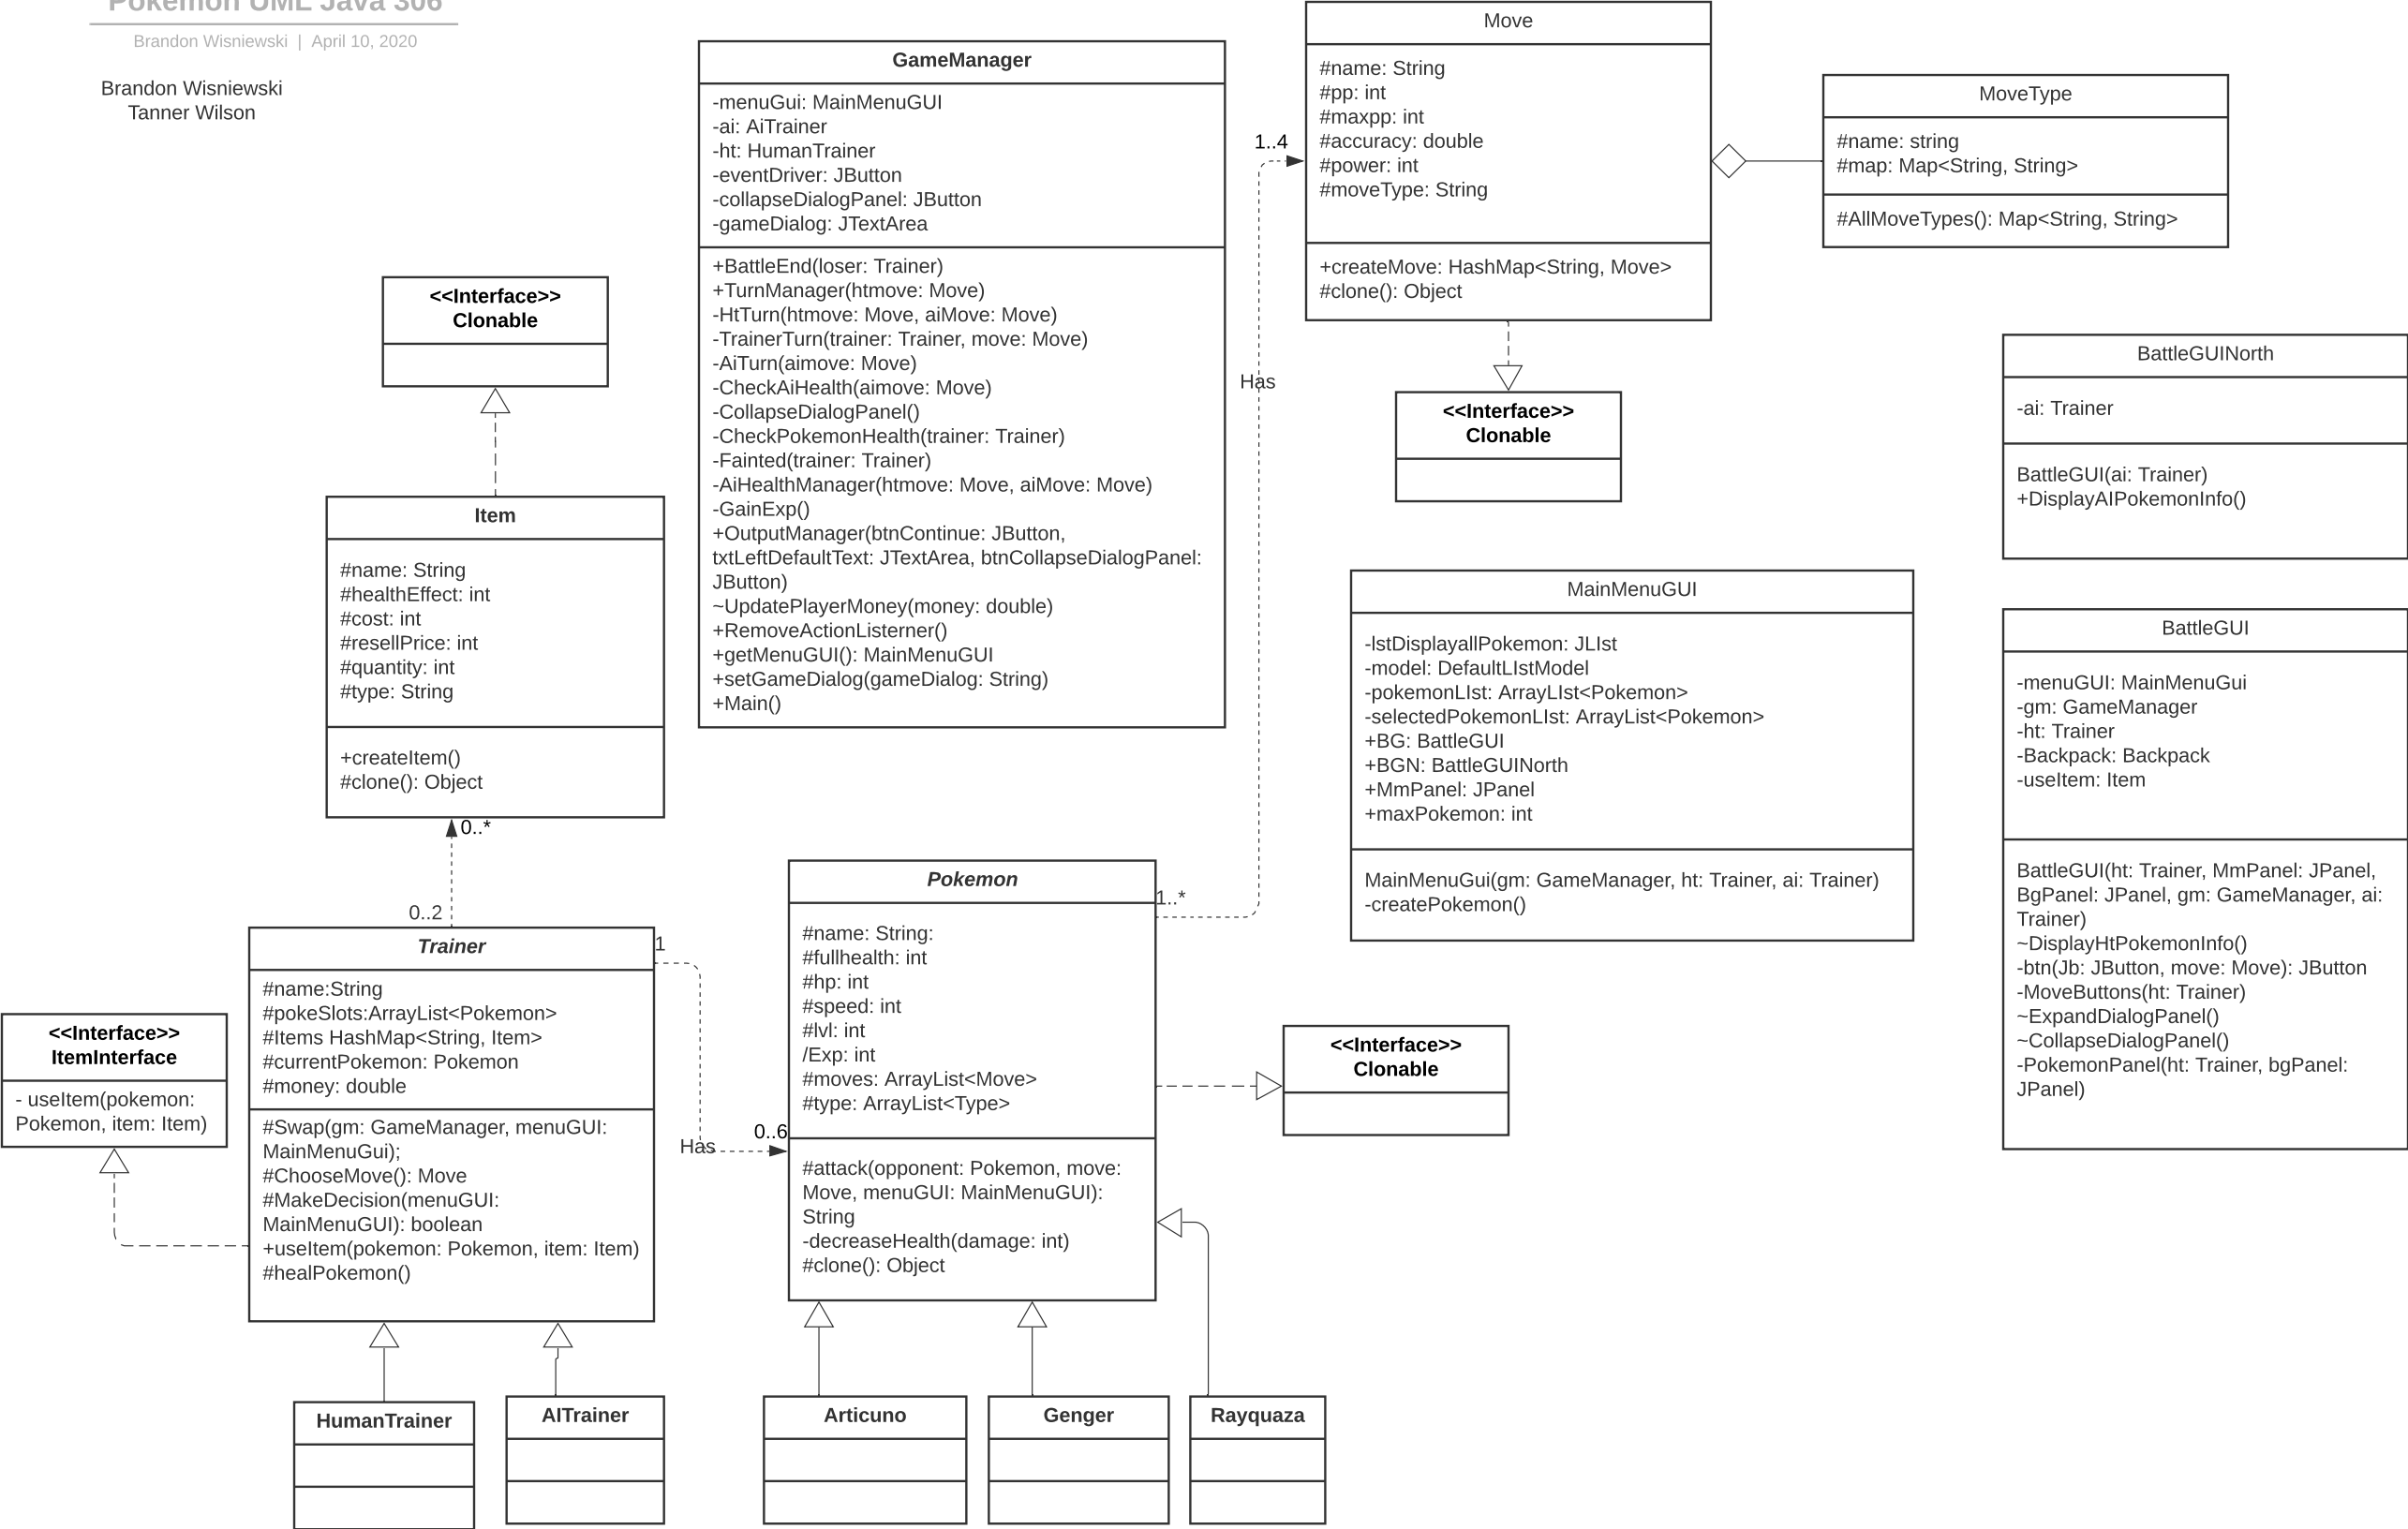 Pokemon UML Java 306
Brandon Wisniewski | April 10, 2020
Brandon Wisniewski
Tanner Wilson
GameManager
-menuGui: MainMenuGUI
-ai: AiTrainer
-ht: HumanTrainer
-eventDriver: JButton
-collapseDialogPanel: JButton
-gameDialog: JTextArea
+BattleEnd(loser: Trainer)
+TurnManager(htmove: Move)
-HtTurn(htmove: Move, aiMove: Move)
-TrainerTurn(trainer: Trainer, move: Move)
-AiTurn(aimove: Move)
-CheckAiHealth(aimove: Move)
-CollapseDialogPanel()
-CheckPokemonHealth(trainer: Trainer)
-Fainted(trainer: Trainer)
-AiHealthManager(htmove: Move, aiMove: Move)
-GainExp()
+OutputManager(btnContinue: JButton,
txtLeftDefaultText: JTextArea, btnCollapseDialogPanel:
JButton)
~UpdatePlayerMoney(money: double)
+RemoveActionListerner()
+getMenuGUI(): MainMenuGUI
+setGameDialog(gameDialog: String)
+Main()
Move
#name: String
#pp: int
#maxpp: int
#accuracy: double
#power: int
#moveType: String
+createMove: HashMap<String, Move>
#clone(): Object
1..4
Has
MoveType
#name: string
#map: Map<String, String>
#AllMoveTypes(): Map<String, String>
<<Interface>>
Clonable
<<Interface>>
Clonable
BattleGUINorth
-ai: Trainer
BattleGUI(ai: Trainer)
+DisplayAIPokemonInfo()
Item
#name: String
#healthEffect: int
#cost: int
#resellPrice: int
#quantity: int
#type: String
+createItem()
#clone(): Object
0..*
0..2
MainMenuGUI
-lstDisplayallPokemon: JLIst
-model: DefaultLIstModel
-pokemonLIst: ArrayLIst<Pokemon>
-selectedPokemonLIst: ArrayList<Pokemon>
+BG: BattleGUI
+BGN: BattleGUINorth
+MmPanel: JPanel
+maxPokemon: int
MainMenuGui(gm: GameManager, ht: Trainer, ai: Trainer)
-createPokemon()
BattleGUI
-menuGUI: MainMenuGui
-gm: GameManager
-ht: Trainer
-Backpack: Backpack
-useItem: Item
BattleGUI(ht: Trainer, MmPanel: JPanel,
BgPanel: JPanel, gm: GameManager, ai:
Trainer)
~DisplayHtPokemonInfo()
-btn(Jb: JButton, move: Move): JButton
-MoveButtons(ht: Trainer)
~ExpandDialogPanel()
~CollapseDialogPanel()
-PokemonPanel(ht: Trainer, bgPanel:
JPanel)
Trainer
#name:String
#pokeSlots:ArrayList<Pokemon>
#Items HashMap<String, Item>
#currentPokemon: Pokemon
#money: double
#Swap(gm: GameManager, menuGUI:
MainMenuGui);
#ChooseMove(): Move
#MakeDecision(menuGUI:
MainMenuGUI): boolean
+useItem(pokemon: Pokemon, item: Item)
#healPokemon()
1
Has
0..6
<<Interface>>
ItemInterface
- useItem(pokemon:
Pokemon, item: Item)
Pokemon
1..*
#name: String:
#fullhealth: int
#hp: int
#speed: int
#lvl: int
/Exp: int
#moves: ArrayList<Move>
#type: ArrayList<Type>
#attack(opponent: Pokemon, move:
Move, menuGUI: MainMenuGUI):
String
-decreaseHealth(damage: int)
#clone(): Object
<<Interface>>
Clonable
HumanTrainer
AITrainer
Articuno
Genger
Rayquaza